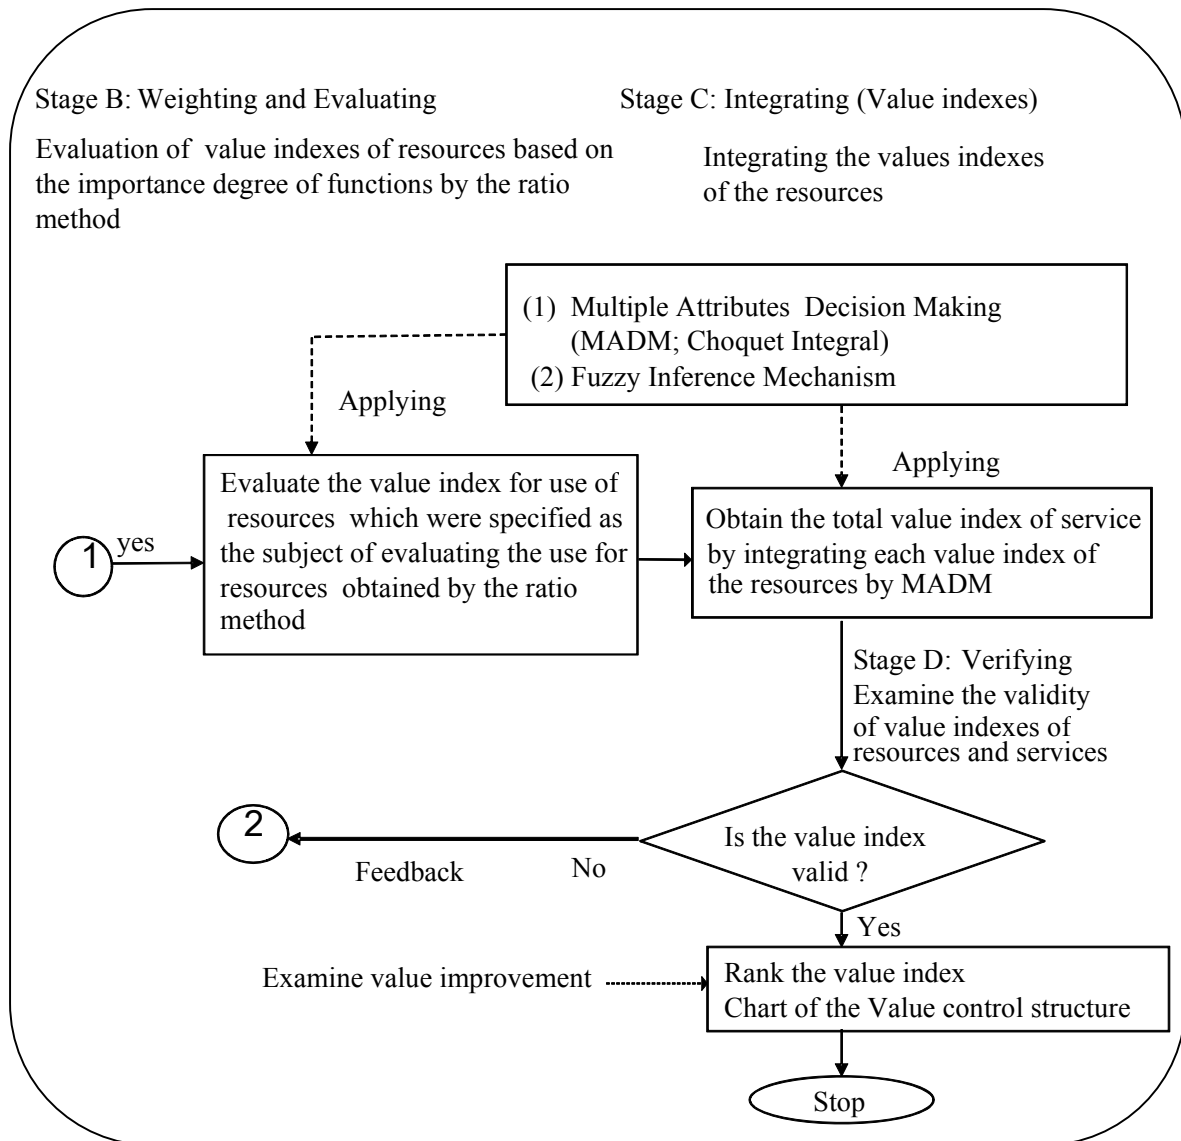 Stage B: Weighting and Evaluating
Evaluation of value indexes of resources based on
the importance degree of functions by the ratio
method
Stage C: Integrating (Value indexes)
Integrating the values indexes
of the resources
(1) Multiple Attributes Decision Making
(MADM; Choquet Integral)
(2) Fuzzy Inference Mechanism
Applying
Applying
1
yes
Evaluate the value index for use of
resources which were specified as
the subject of evaluating the use for
resources obtained by the ratio
method
Obtain the total value index of service
by integrating each value index of
the resources by MADM
Stage D: Verifying
Examine the validity
of value indexes of
resources and services
Is the value index
valid ?
No
Feedback
2
Yes
Examine value improvement
Rank the value index
Chart of the Value control structure
Stop